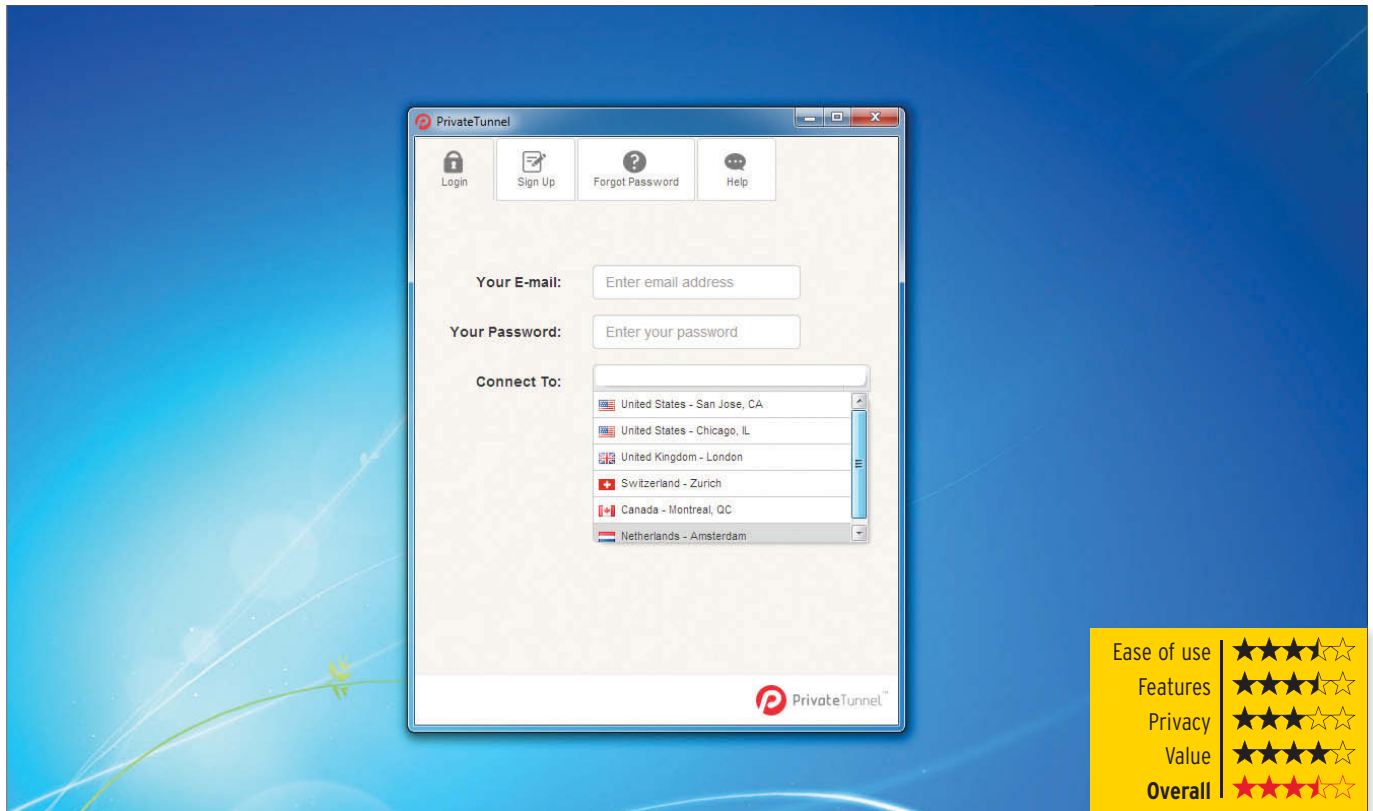 PrivateTunnel
Login
Sign Up
Forgot Password
Help
Your E-mail:
Enter email address
Your Password:
Enter your password
Connect To:
United States - San Jose, CA
United States - Chicago, IL
United Kingdom - London
Switzerland - Zurich
Canada - Montreal, QC
Netherlands - Amsterdam
PrivateTunnel™
Ease of use
Features
Privacy
Value
Overall